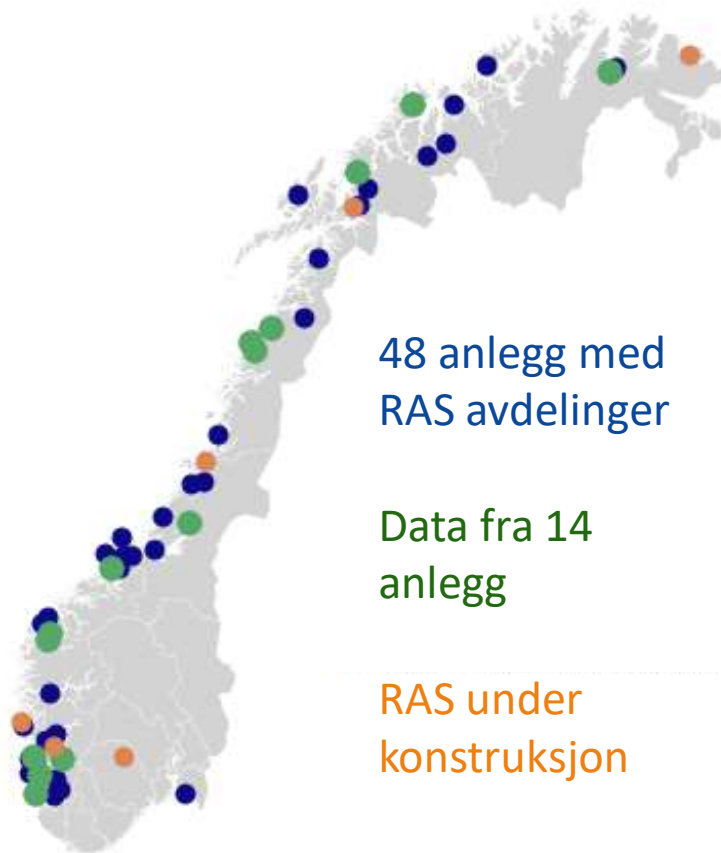 48 anlegg med
RAS avdelinger
Data fra 14
anlegg
RAS under
konstruksjon